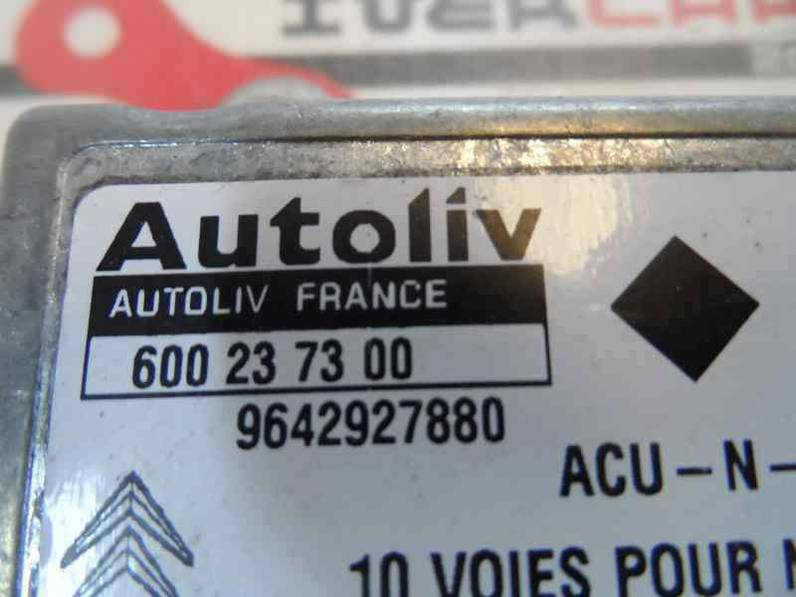 Autoliv
AUTOLIV FRANCE
600 23 73 00
9642927880
ACU-N-
10 VOIES POUR